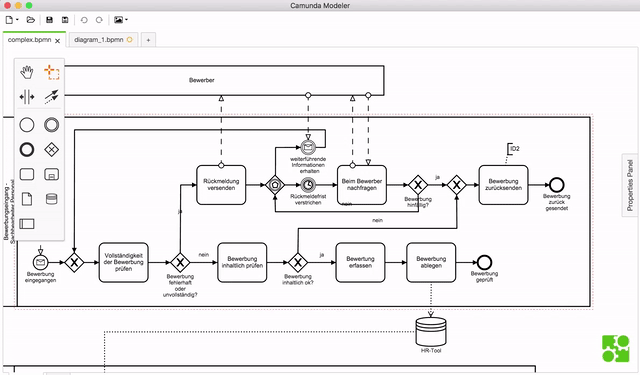 Camunda Modeler
complex.bpmn
diagram_1.bpmn
+
Bewerber
Properties Panel
Bewerbungseingang -
Sachbearbeiter Personal
ID2
weiterführende
Informationen
erhalten
Rückmeldung
versenden
Rückmeldefrist
verstrichen
Beim Bewerber
nachfragen
nein
Bewerbung
hinfällig?
ja
Bewerbung
zurücksenden
Bewerbung
zurück
gesendet
ja
nein
Bewerbung
eingegangen
Vollständigkeit
der Bewerbung
prüfen
Bewerbung
fehlerhaft
oder
unvollständig?
nein
Bewerbung
inhaltlich prüfen
Bewerbung
inhaltlich ok?
ja
Bewertung
erfassen
Bewerbung
ablegen
Bewerbung
geprüft
HR-Tool